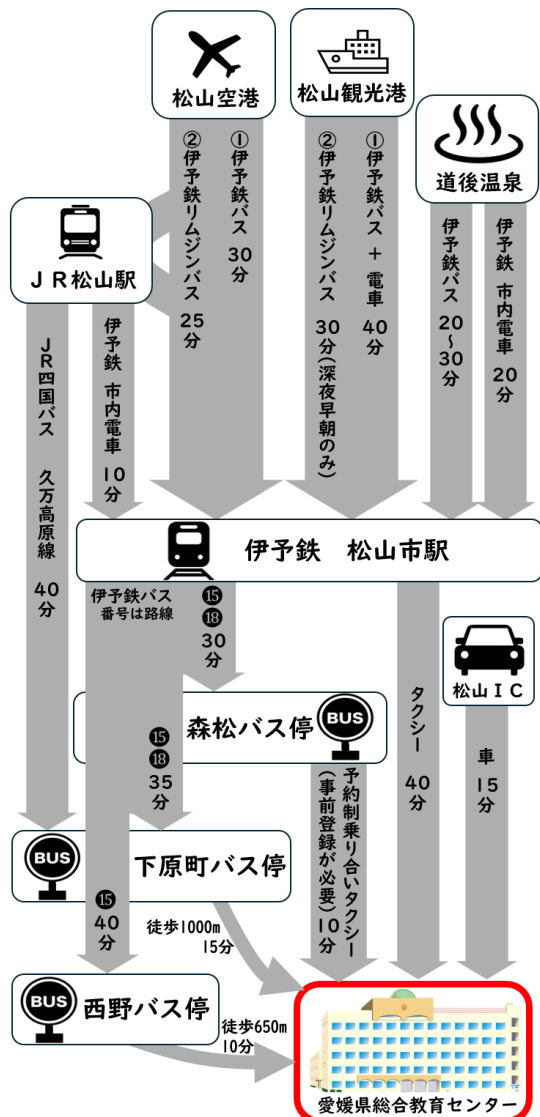 松山空港
松山観光港
道後温泉
JR松山駅
①伊予鉄バス 30分
②伊予鉄リムジンバス 25分
①伊予鉄バス + 電車 40分
②伊予鉄リムジンバス 30分(深夜早朝のみ)
伊予鉄 市内電車 20分
伊予鉄バス 20~30分
伊予鉄 市内電車 10分
JR四国バス 久万高原線 40分
伊予鉄 松山市駅
伊予鉄バス
番号は路線
⓯
⓲
30分
松山IC
BUS
森松バス停
⓯
⓲
35分
タクシー 40分
車 15分
予約制乗り合いタクシー
(事前登録が必要)10分
BUS
下原町バス停
⓯
40分
徒歩1000m
15分
BUS
西野バス停
徒歩650m
10分
愛媛県総合教育センター